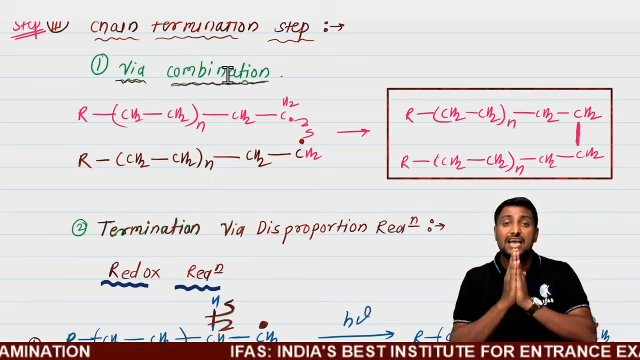 Step III chain termination step :→
① via combination.
R—(CH₂—CH₂)n—CH₂—CH₂•
R—(CH₂—CH₂)n—CH₂—CH₂•
→
R—(CH₂—CH₂)n—CH₂—CH₂
R—(CH₂—CH₂)n—CH₂—CH₂
② Termination via Disproportion Reaⁿ :→
Redox Reaⁿ
H
hν
AMINATION IFAS: INDIA'S BEST INSTITUTE FOR ENTRANCE EX